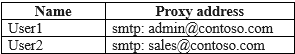 Name Proxy address
User1 smtp: admin@contoso.com
User2 smtp: sales@contoso.com